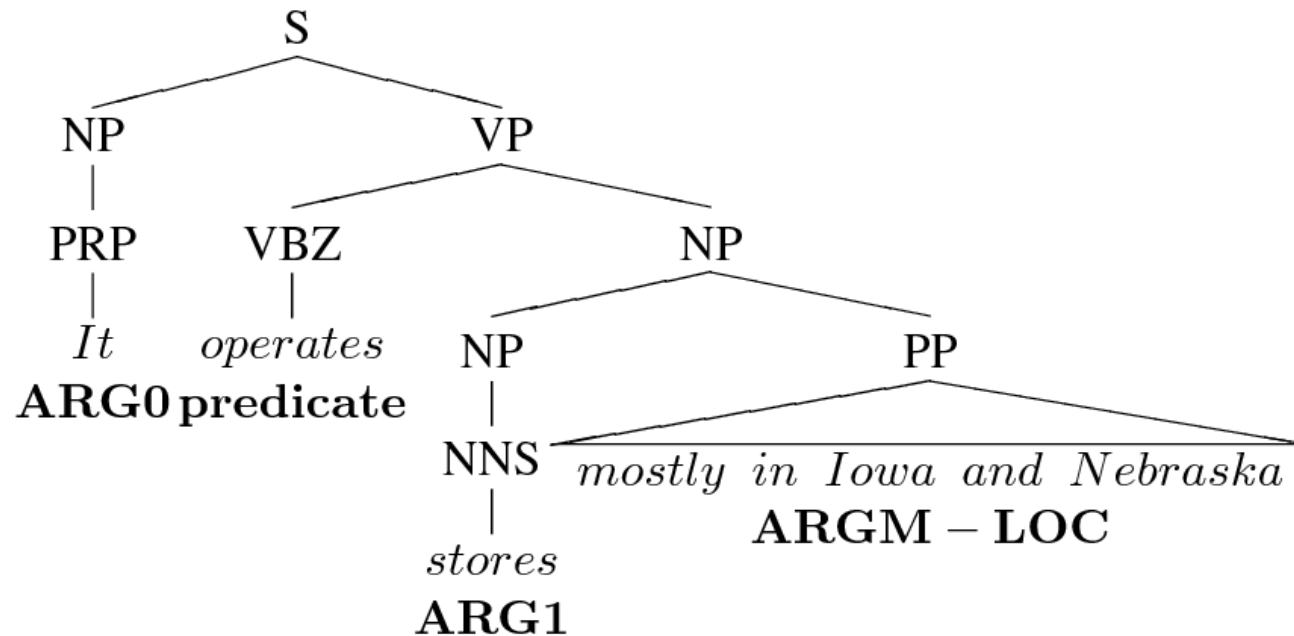 S
NP VP
PRP VBZ NP
It operates NP PP
ARG0 predicate
NNS mostly in Iowa and Nebraska
ARGM – LOC
stores
ARG1